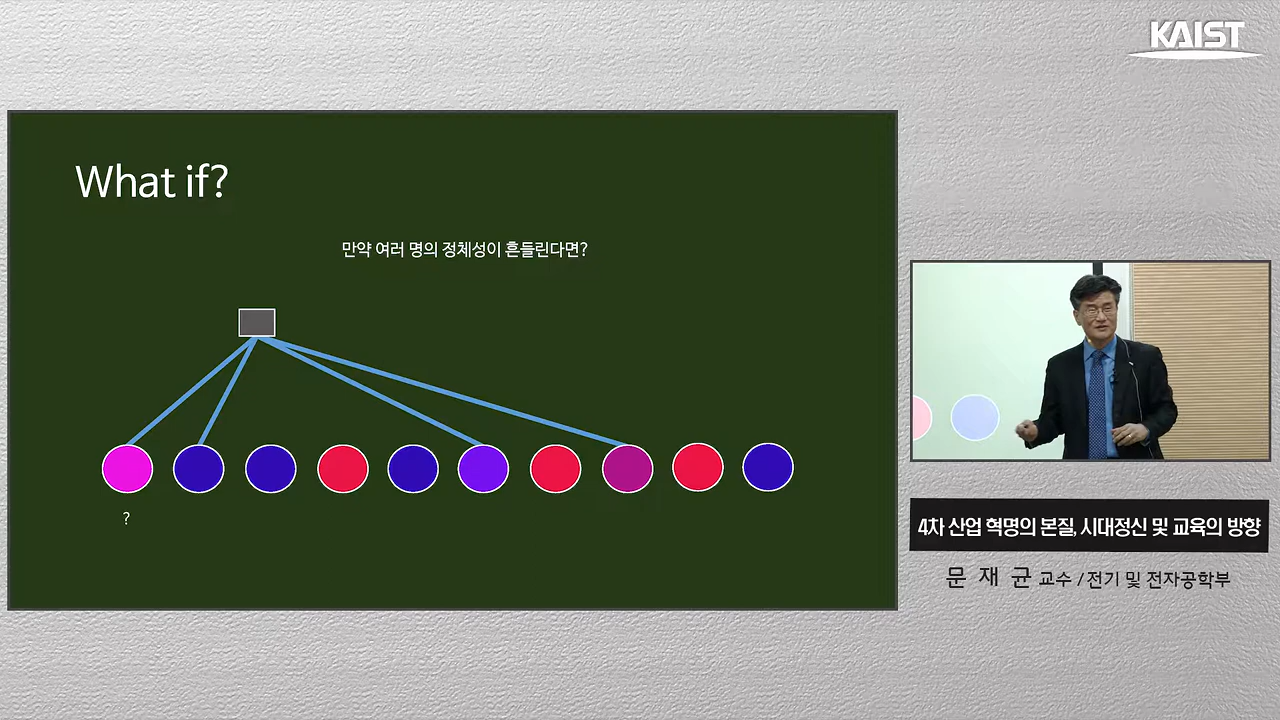 KAIST
What if?
만약 여러 명의 정체성이 흔들린다면?
?
4차 산업 혁명의 본질, 시대정신 및 교육의 방향
문 재 균 교수 / 전기 및 전자공학부